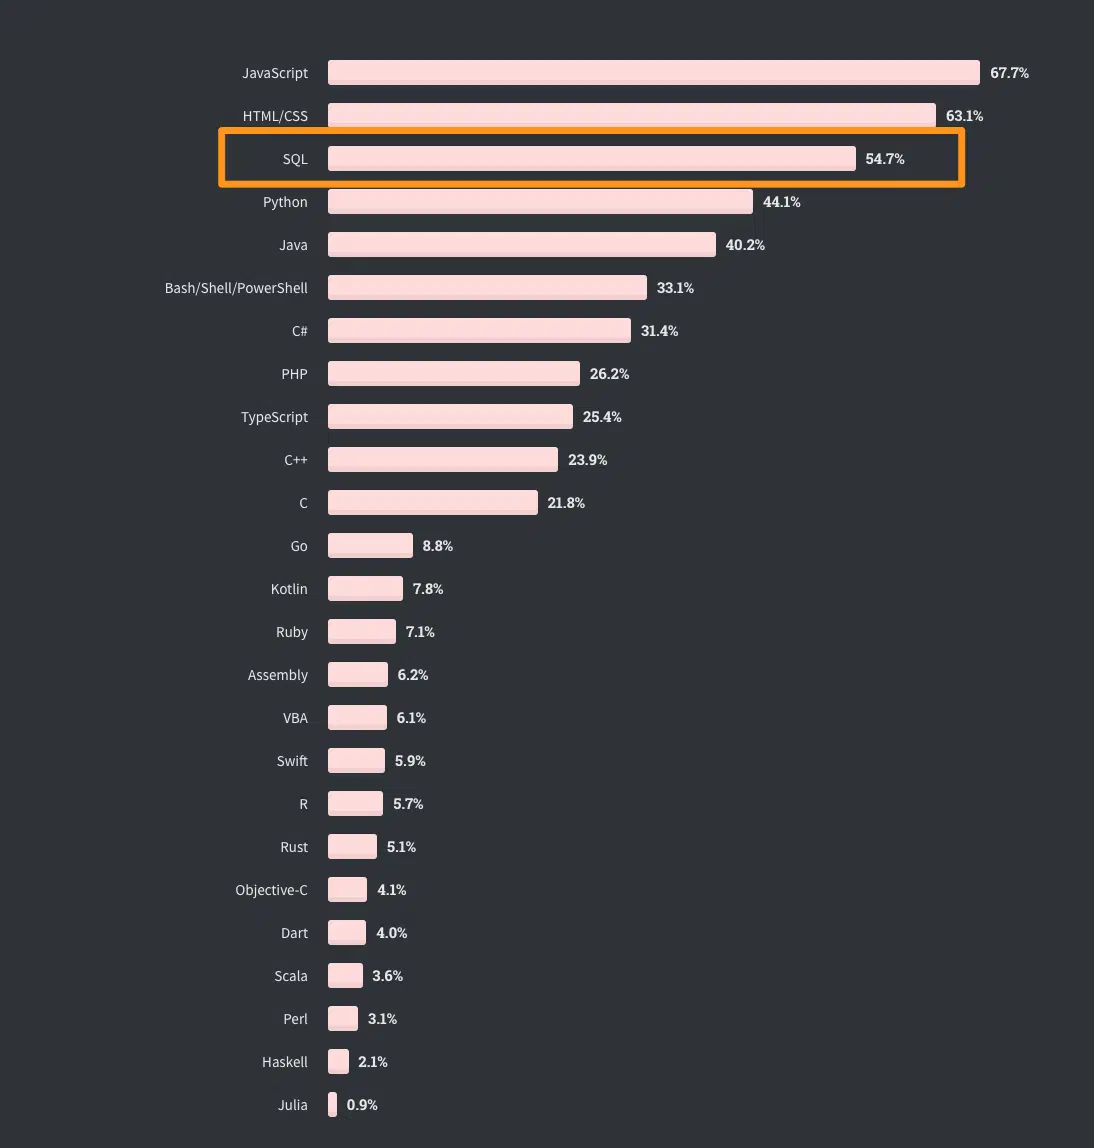 JavaScript 67.7%
HTML/CSS 63.1%
SQL 54.7%
Python 44.1%
Java 40.2%
Bash/Shell/PowerShell 33.1%
C# 31.4%
PHP 26.2%
TypeScript 25.4%
C++ 23.9%
C 21.8%
Go 8.8%
Kotlin 7.8%
Ruby 7.1%
Assembly 6.2%
VBA 6.1%
Swift 5.9%
R 5.7%
Rust 5.1%
Objective-C 4.1%
Dart 4.0%
Scala 3.6%
Perl 3.1%
Haskell 2.1%
Julia 0.9%